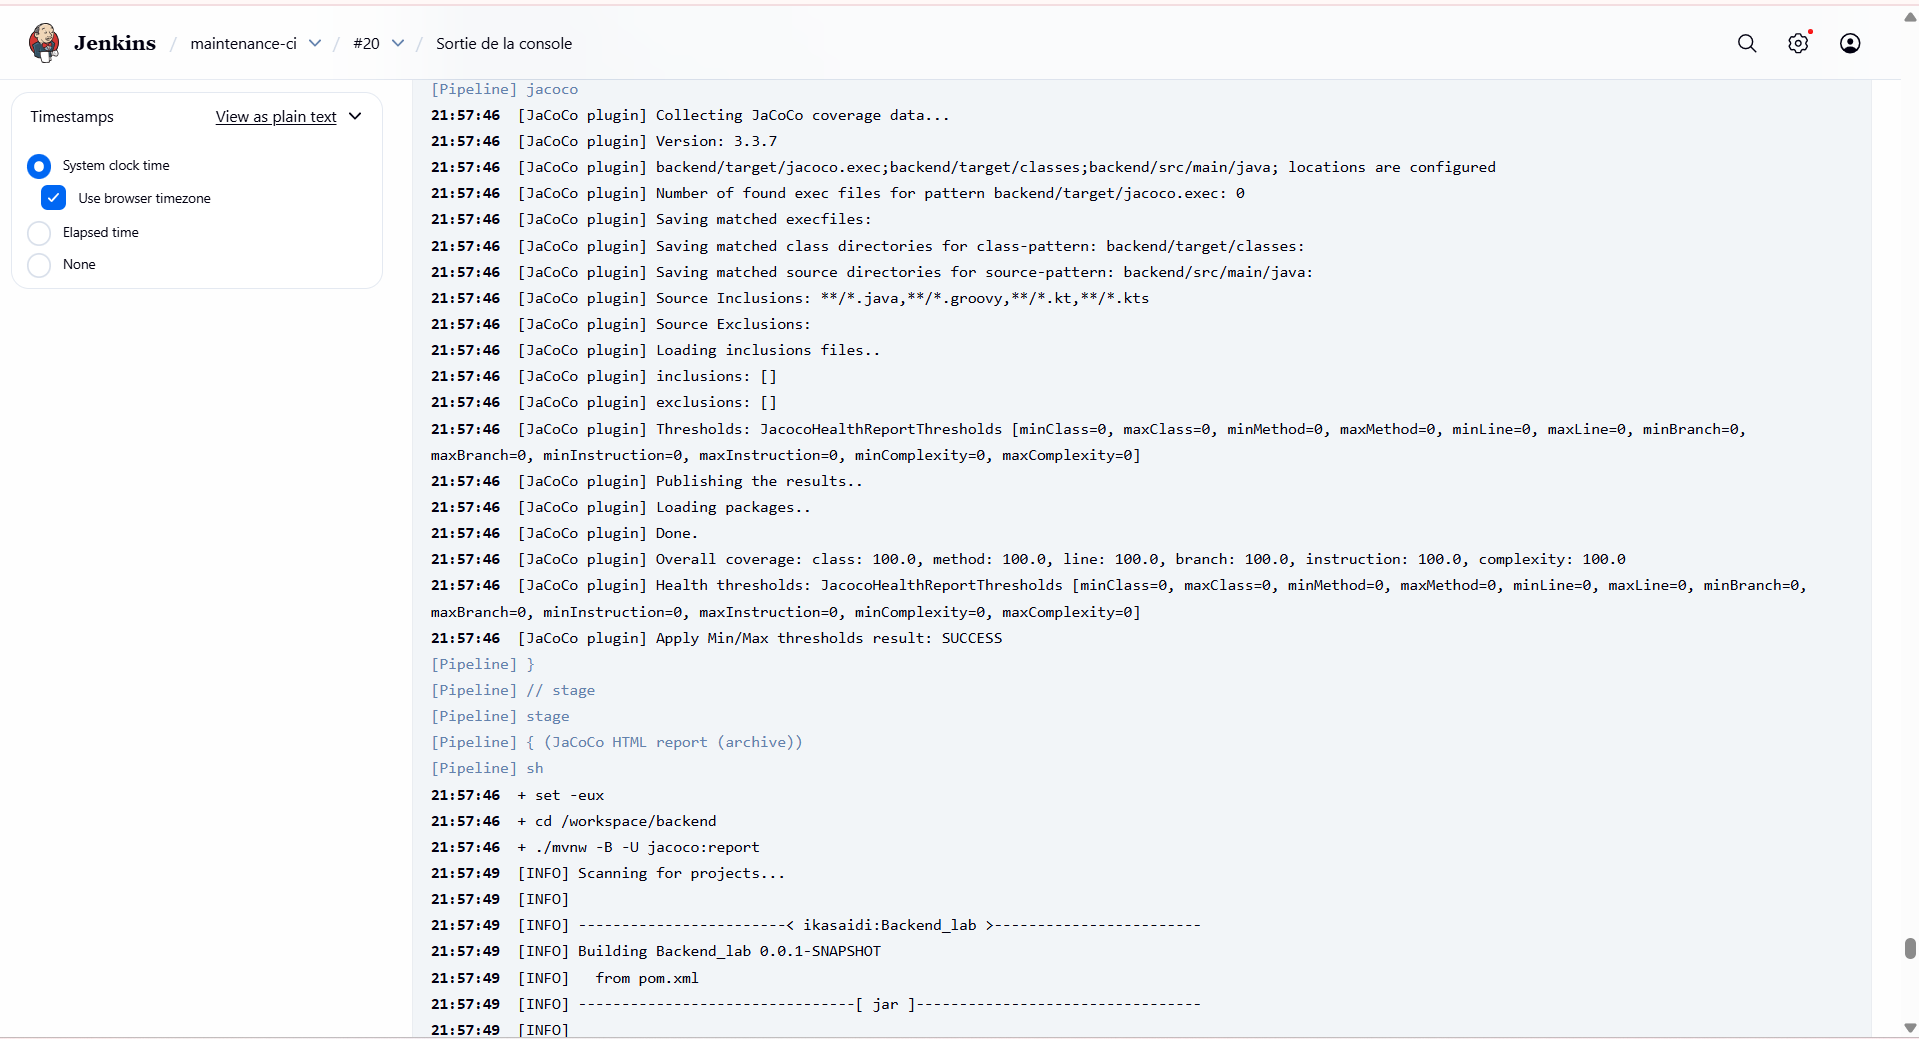 Jenkins / maintenance-ci / #20 / Sortie de la console
Timestamps
View as plain text
System clock time
Use browser timezone
Elapsed time
None
[Pipeline] jacoco
21:57:46 [JaCoCo plugin] Collecting JaCoCo coverage data...
21:57:46 [JaCoCo plugin] Version: 3.3.7
21:57:46 [JaCoCo plugin] backend/target/jacoco.exec;backend/target/classes;backend/src/main/java; locations are configured
21:57:46 [JaCoCo plugin] Number of found exec files for pattern backend/target/jacoco.exec: 0
21:57:46 [JaCoCo plugin] Saving matched execfiles:
21:57:46 [JaCoCo plugin] Saving matched class directories for class-pattern: backend/target/classes:
21:57:46 [JaCoCo plugin] Saving matched source directories for source-pattern: backend/src/main/java:
21:57:46 [JaCoCo plugin] Source Inclusions: **/*.java,**/*.groovy,**/*.kt,**/*.kts
21:57:46 [JaCoCo plugin] Source Exclusions:
21:57:46 [JaCoCo plugin] Loading inclusions files..
21:57:46 [JaCoCo plugin] inclusions: []
21:57:46 [JaCoCo plugin] exclusions: []
21:57:46 [JaCoCo plugin] Thresholds: JacocoHealthReportThresholds [minClass=0, maxClass=0, minMethod=0, maxMethod=0, minLine=0, maxLine=0, minBranch=0,
maxBranch=0, minInstruction=0, maxInstruction=0, minComplexity=0, maxComplexity=0]
21:57:46 [JaCoCo plugin] Publishing the results..
21:57:46 [JaCoCo plugin] Loading packages..
21:57:46 [JaCoCo plugin] Done.
21:57:46 [JaCoCo plugin] Overall coverage: class: 100.0, method: 100.0, line: 100.0, branch: 100.0, instruction: 100.0, complexity: 100.0
21:57:46 [JaCoCo plugin] Health thresholds: JacocoHealthReportThresholds [minClass=0, maxClass=0, minMethod=0, maxMethod=0, minLine=0, maxLine=0, minBranch=0,
maxBranch=0, minInstruction=0, maxInstruction=0, minComplexity=0, maxComplexity=0]
21:57:46 [JaCoCo plugin] Apply Min/Max thresholds result: SUCCESS
[Pipeline] }
[Pipeline] // stage
[Pipeline] stage
[Pipeline] { (JaCoCo HTML report (archive))
[Pipeline] sh
21:57:46 + set -eux
21:57:46 + cd /workspace/backend
21:57:46 + ./mvnw -B -U jacoco:report
21:57:49 [INFO] Scanning for projects...
21:57:49 [INFO]
21:57:49 [INFO] ------------------------< ikasaidi:Backend_lab >------------------------
21:57:49 [INFO] Building Backend_lab 0.0.1-SNAPSHOT
21:57:49 [INFO] from pom.xml
21:57:49 [INFO] --------------------------------[ jar ]---------------------------------
21:57:49 [INFO]